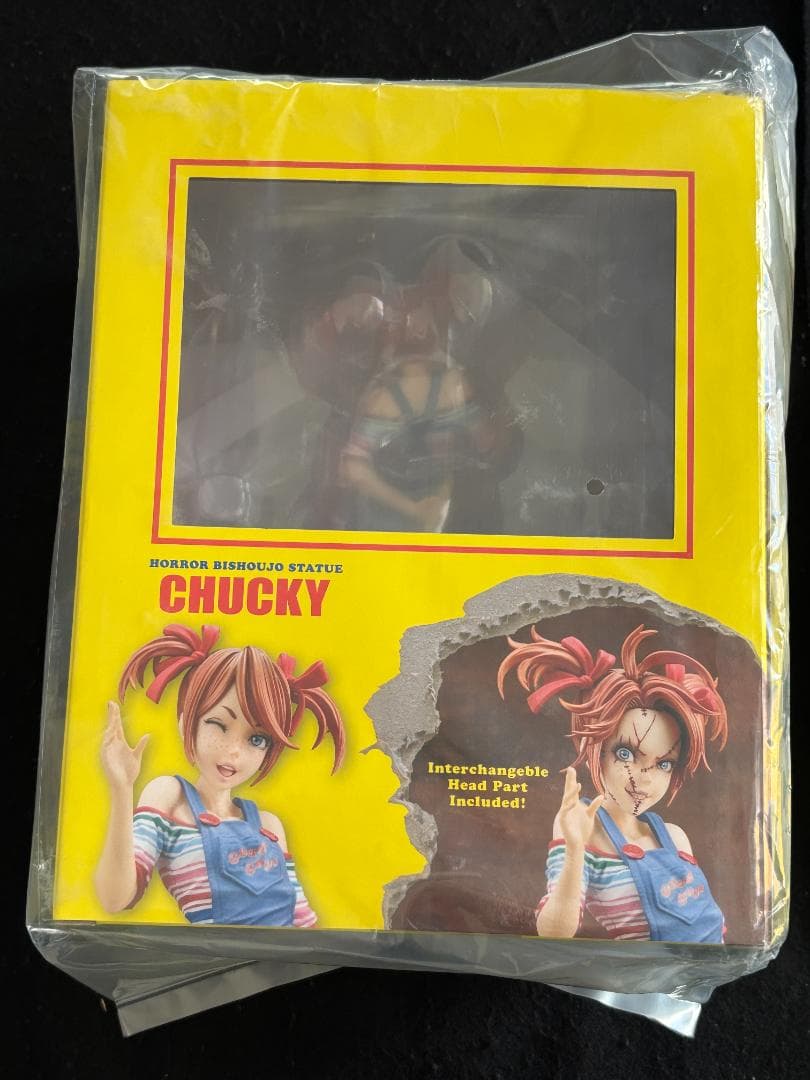 HORROR BISHOUJO STATUE
CHUCKY
Interchangeble
Head Part
Included!